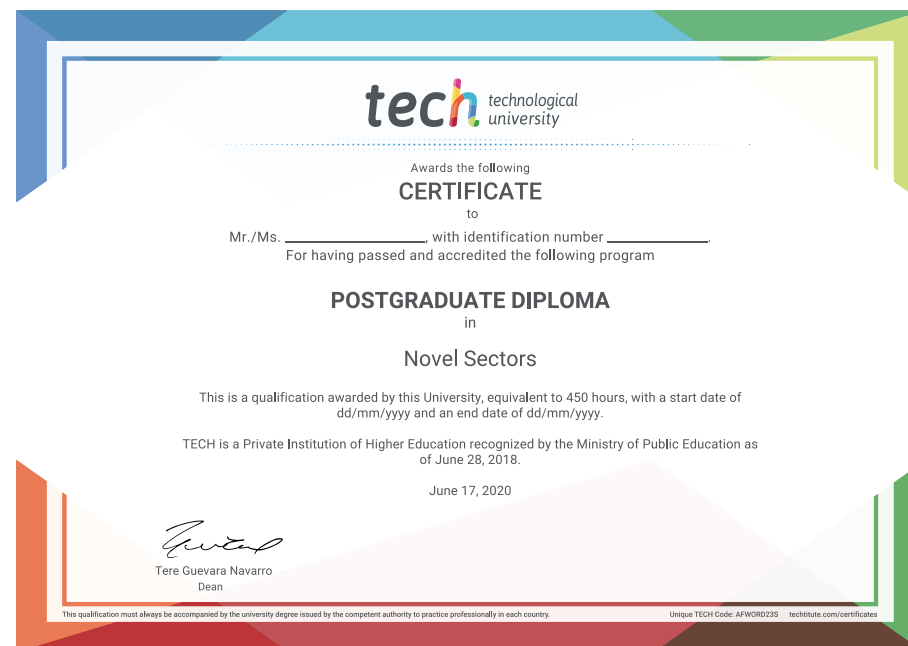 tech technological
university
Awards the following
CERTIFICATE
to
Mr./Ms. ____________________, with identification number ______________.
For having passed and accredited the following program
POSTGRADUATE DIPLOMA
in
Novel Sectors
This is a qualification awarded by this University, equivalent to 450 hours, with a start date of
dd/mm/yyyy and an end date of dd/mm/yyyy.
TECH is a Private Institution of Higher Education recognized by the Ministry of Public Education as
of June 28, 2018.
June 17, 2020
Tere Guevara Navarro
Dean
This qualification must always be accompanied by the university degree issued by the competent authority to practice professionally in each country. Unique TECH Code: AFWORD23S techtitute.com/certificates